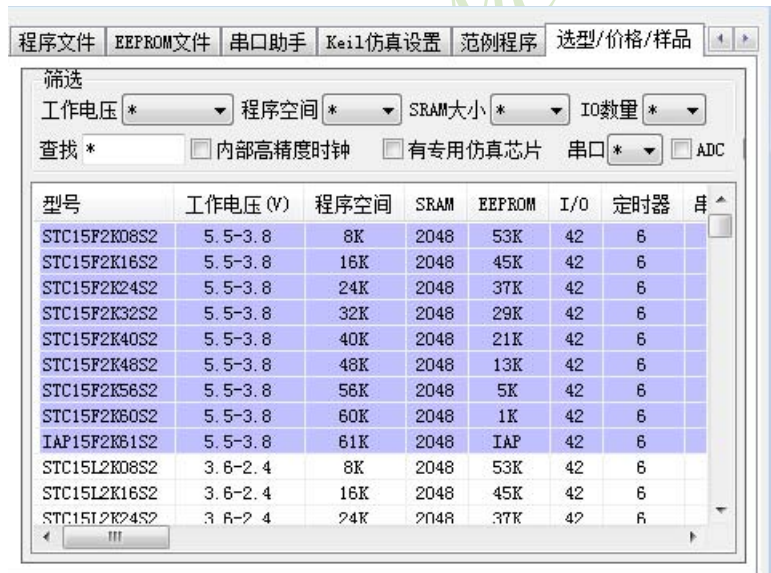 程序文件 EEPROM文件 串口助手 Keil仿真设置 范例程序 选型/价格/样品
筛选
工作电压 * 程序空间 * SRAM大小 * IO数量 *
查找 * 内部高精度时钟 有专用仿真芯片 串口 * ADC
型号 工作电压(V) 程序空间 SRAM EEPROM I/O 定时器 串
STC15F2K08S2 5.5-3.8 8K 2048 53K 42 6
STC15F2K16S2 5.5-3.8 16K 2048 45K 42 6
STC15F2K24S2 5.5-3.8 24K 2048 37K 42 6
STC15F2K32S2 5.5-3.8 32K 2048 29K 42 6
STC15F2K40S2 5.5-3.8 40K 2048 21K 42 6
STC15F2K48S2 5.5-3.8 48K 2048 13K 42 6
STC15F2K56S2 5.5-3.8 56K 2048 5K 42 6
STC15F2K60S2 5.5-3.8 60K 2048 1K 42 6
IAP15F2K61S2 5.5-3.8 61K 2048 IAP 42 6
STC15L2K08S2 3.6-2.4 8K 2048 53K 42 6
STC15L2K16S2 3.6-2.4 16K 2048 45K 42 6
STC15L2K24S2 3.6-2.4 24K 2048 37K 42 6